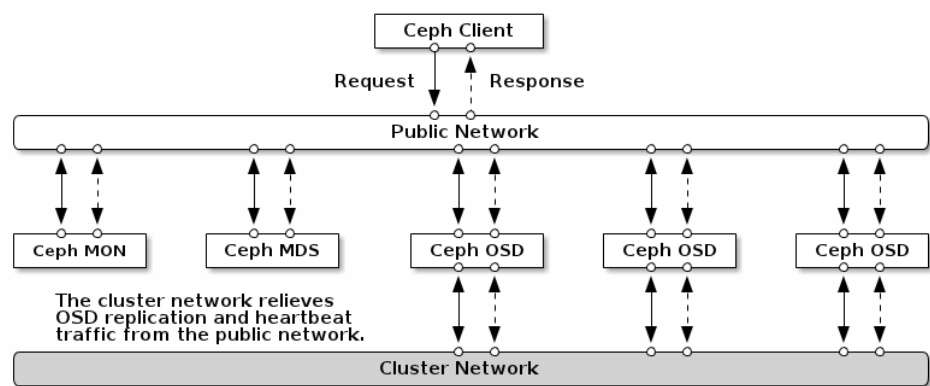 Ceph Client
Request
Response
Public Network
Ceph MON
Ceph MDS
Ceph OSD
Ceph OSD
Ceph OSD
The cluster network relieves
OSD replication and heartbeat
traffic from the public network.
Cluster Network